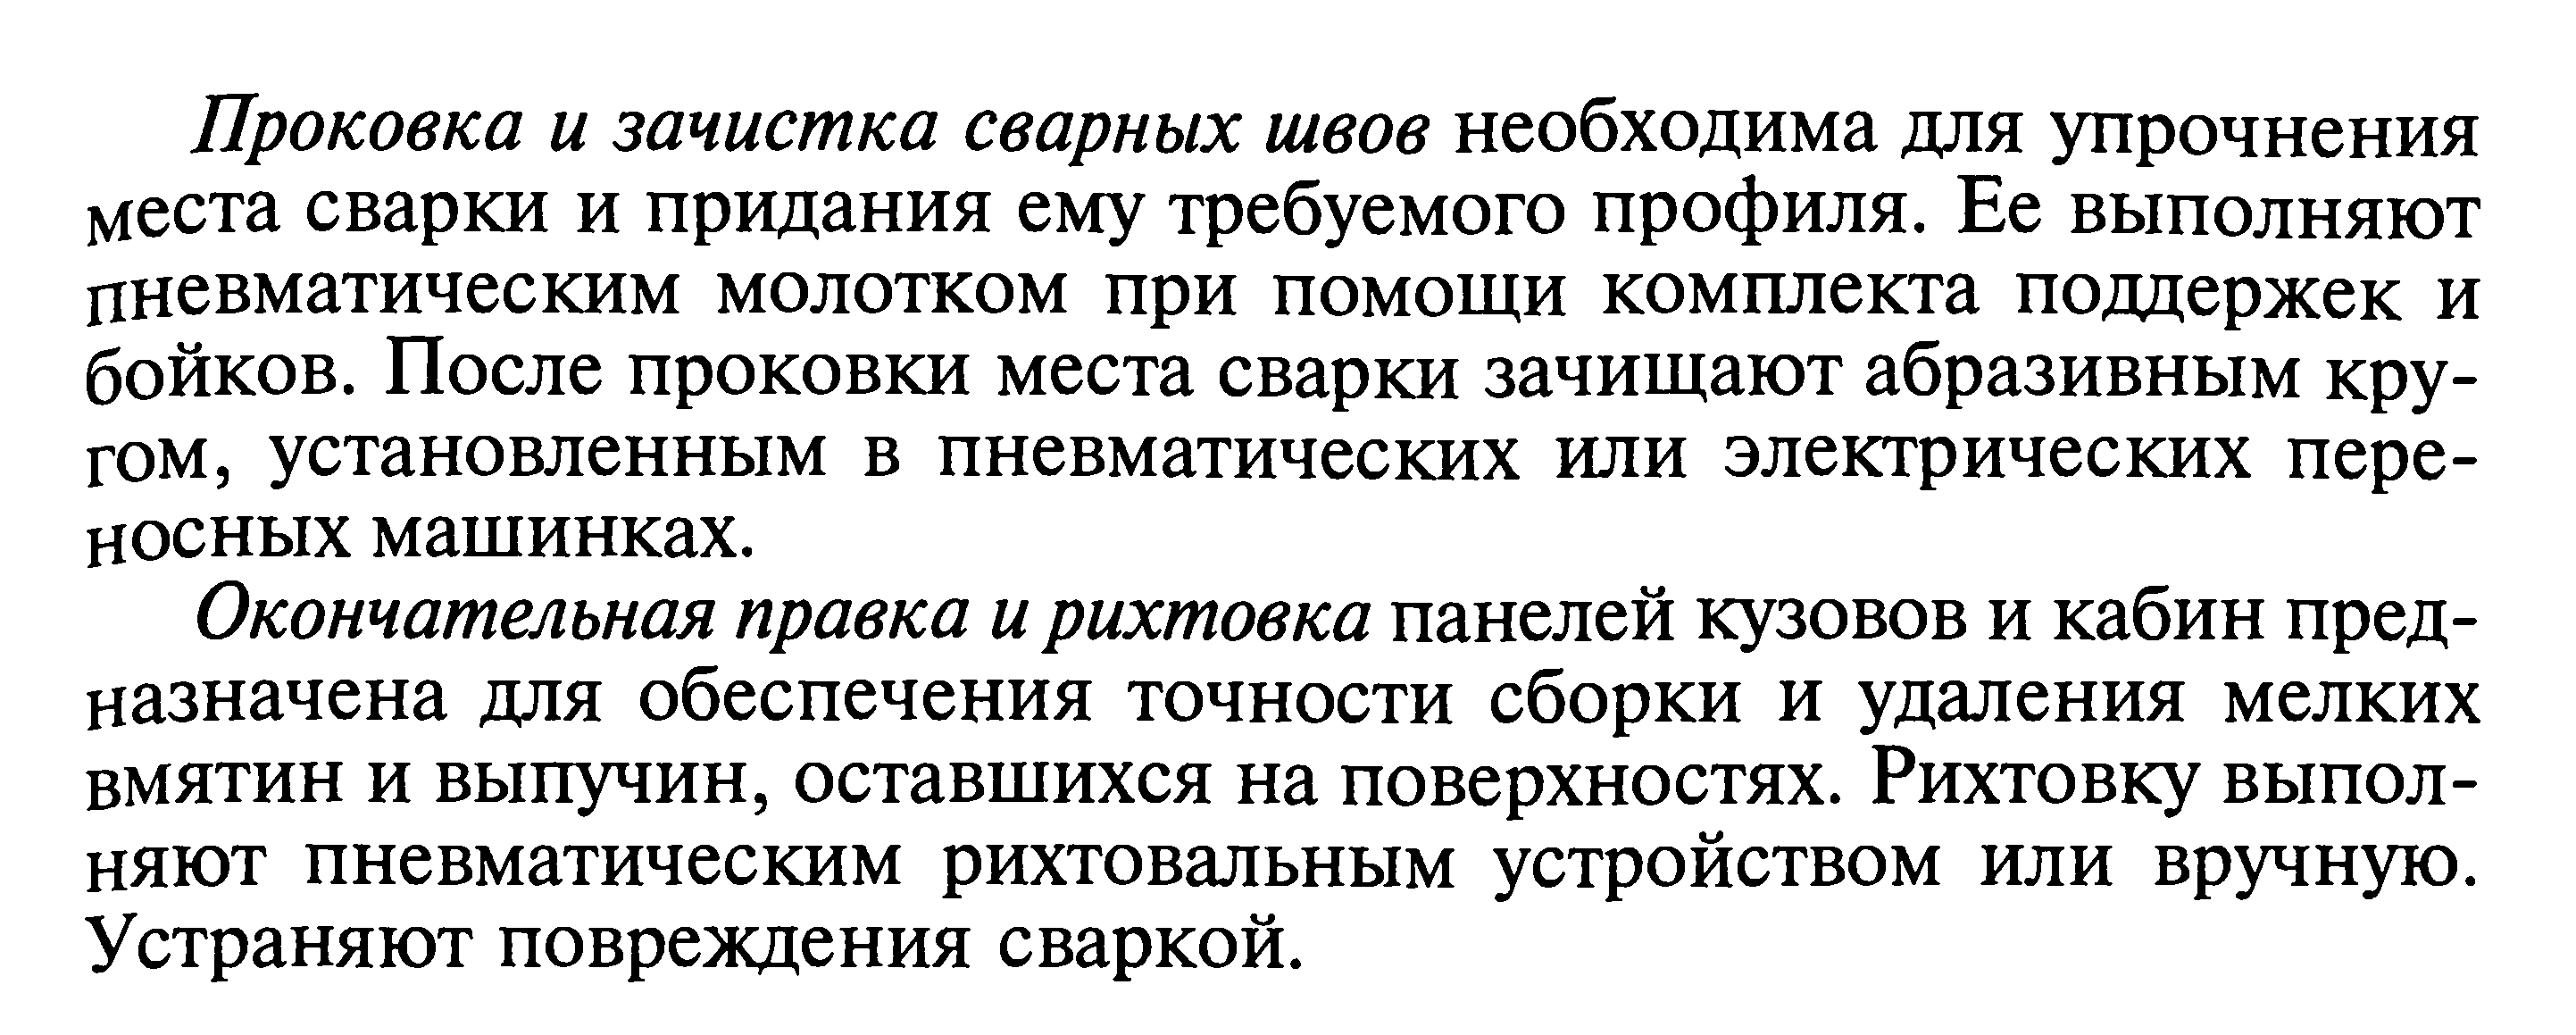 Проковка и зачистка сварных швов необходима для упрочнения
места сварки и придания ему требуемого профиля. Ее выполняют
пневматическим молотком при помощи комплекта поддержек и
бойков. После проковки места сварки зачищают абразивным кру-
гом, установленным в пневматических или электрических пере-
носных машинках.
Окончательная правка и рихтовка панелей кузовов и кабин пред-
назначена для обеспечения точности сборки и удаления мелких
вмятин и выпучин, оставшихся на поверхностях. Рихтовку выпол-
няют пневматическим рихтовальным устройством или вручную.
Устраняют повреждения сваркой.